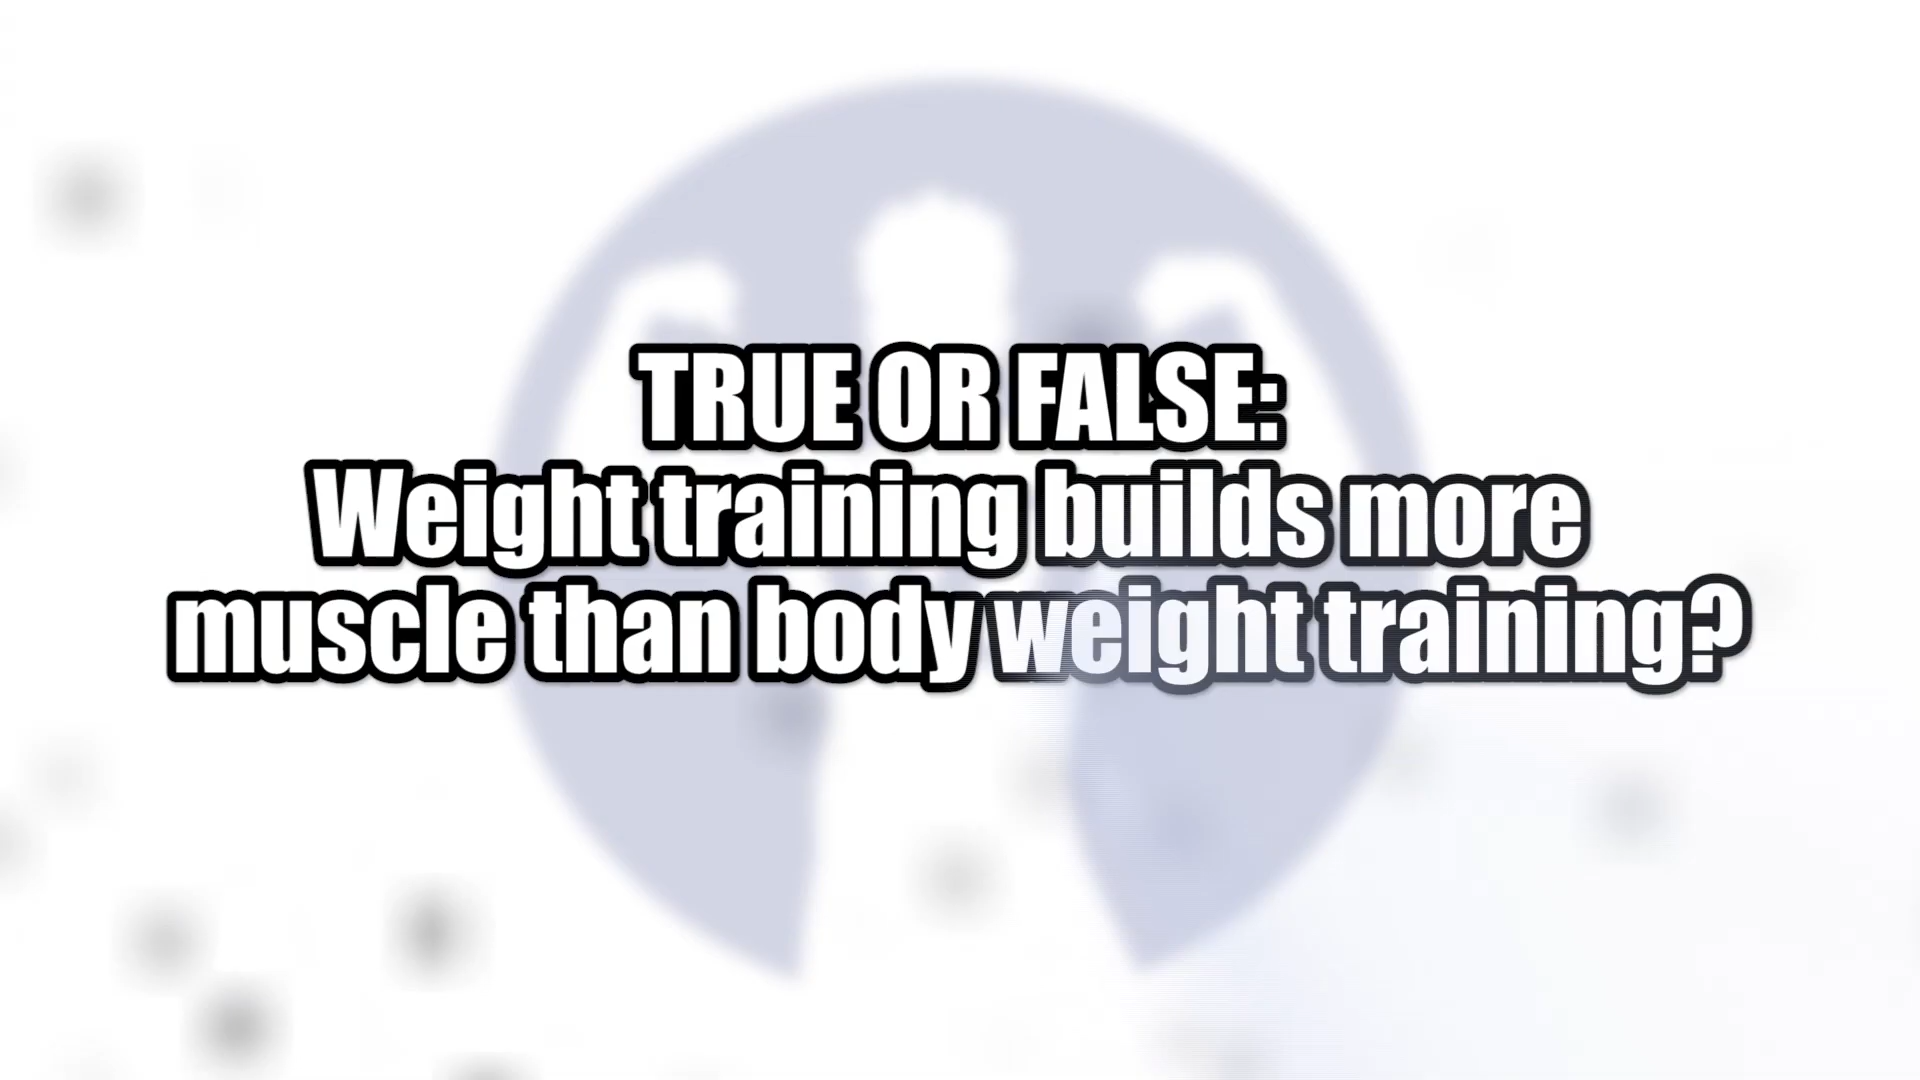 TRUE OR FALSE:
Weight training builds more
muscle than body weight training?